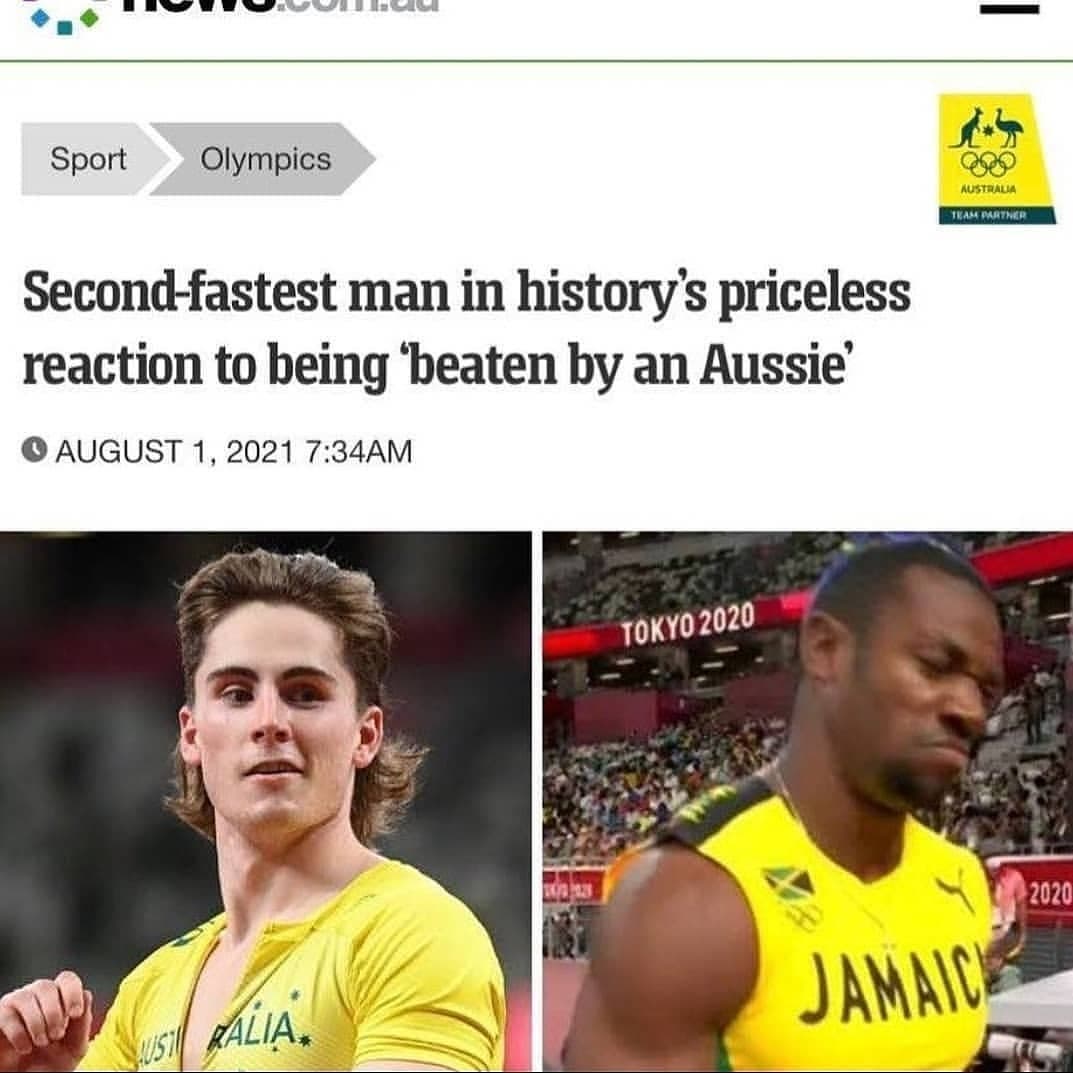 news.com.au
Sport
Olympics
AUSTRALIA
TEAM PARTNER
Second-fastest man in history's priceless
reaction to being ‘beaten by an Aussie’
AUGUST 1, 2021 7:34AM
TOKYO 2020
2020
AUSTRALIA
JAMAIC